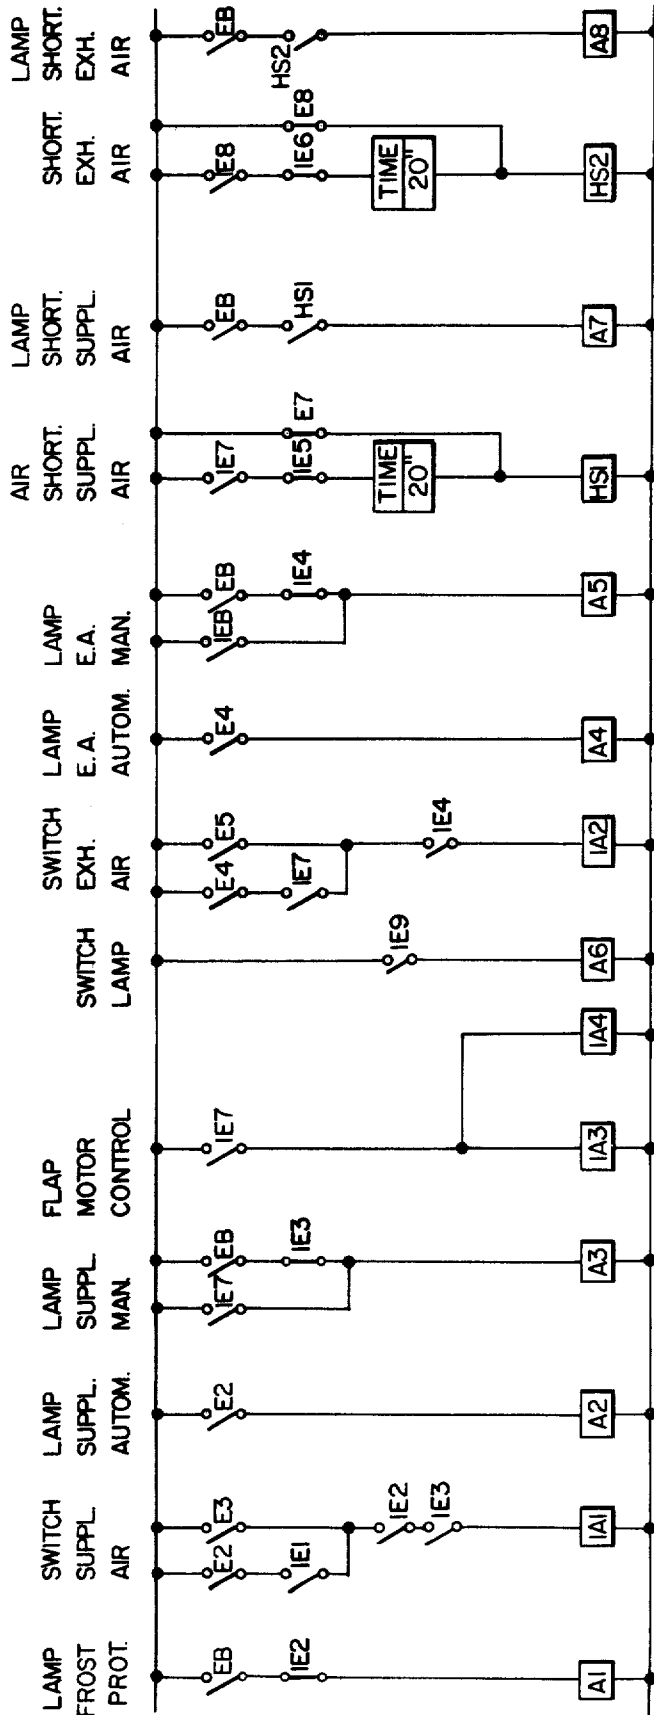 LAMP
FROST
PROT.
EB
IE2
A1
SWITCH
SUPPL.
AIR
E2
E3
IE1
IE2
IE3
IA1
LAMP
SUPPL.
AUTOM.
E2
A2
LAMP
SUPPL.
MAN.
IE7
EB
IE3
A3
FLAP
MOTOR
CONTROL
IE7
IA3
IA4
SWITCH
LAMP
IE9
A6
SWITCH
EXH.
AIR
E4
E5
IE7
IE4
IA2
LAMP
E.A.
AUTOM.
E4
A4
LAMP
E.A.
MAN.
IEB
EB
IE4
A5
AIR
SHORT.
SUPPL.
AIR
IE7
IE5
E7
TIME
20"
HS1
LAMP
SHORT.
SUPPL.
AIR
EB
HS1
A7
SHORT.
EXH.
AIR
IE8
IE6
E8
TIME
20"
HS2
LAMP
SHORT.
EXH.
AIR
EB
HS2
A8